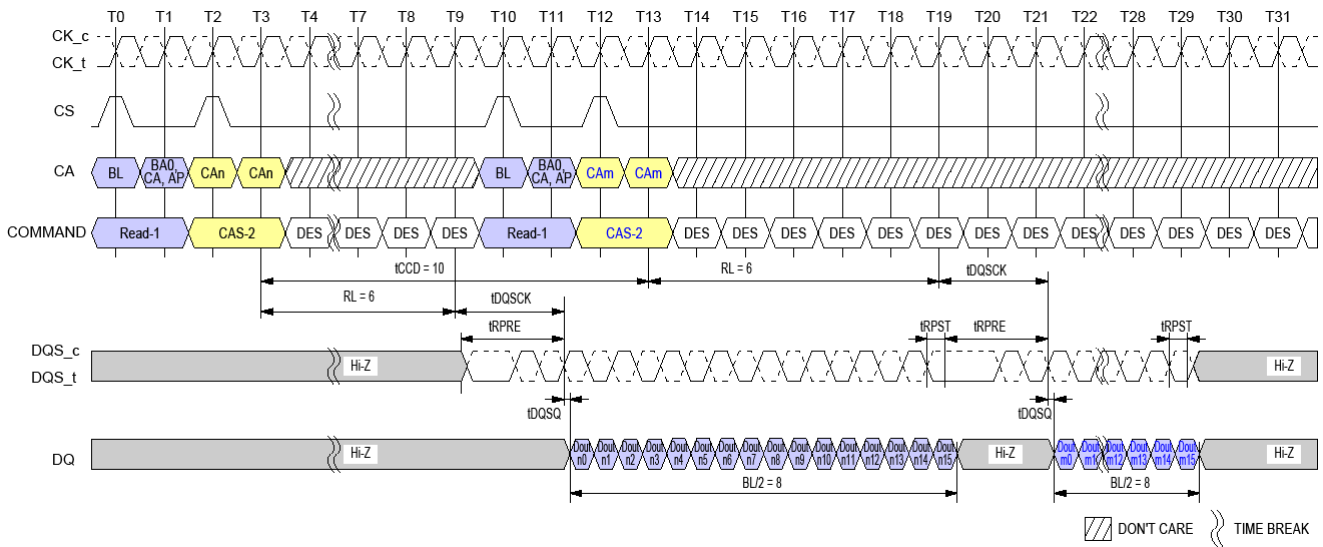 T0 T1 T2 T3 T4 T7 T8 T9 T10 T11 T12 T13 T14 T15 T16 T17 T18 T19 T20 T21 T22 T28 T29 T30 T31
CK_c
CK_t
CS
CA BL BA0, CA, AP CAn CAn BL BA0, CA, AP CAm CAm
COMMAND Read-1 CAS-2 DES DES DES DES Read-1 CAS-2 DES DES DES DES DES DES DES DES DES DES DES DES DES
tCCD = 10 RL = 6 tDQSCK
RL = 6 tDQSCK
tRPRE tRPST tRPRE tRPST
DQS_c
DQS_t
Hi-Z Hi-Z
tDQSQ tDQSQ
DQ Hi-Z Dout n0 Dout n1 Dout n2 Dout n3 Dout n4 Dout n5 Dout n6 Dout n7 Dout n8 Dout n9 Dout n10 Dout n11 Dout n12 Dout n13 Dout n14 Dout n15 Hi-Z Dout m0 Dout Dout m12 Dout m13 Dout m14 Dout m15 Hi-Z
BL/2 = 8 BL/2 = 8
DON'T CARE TIME BREAK